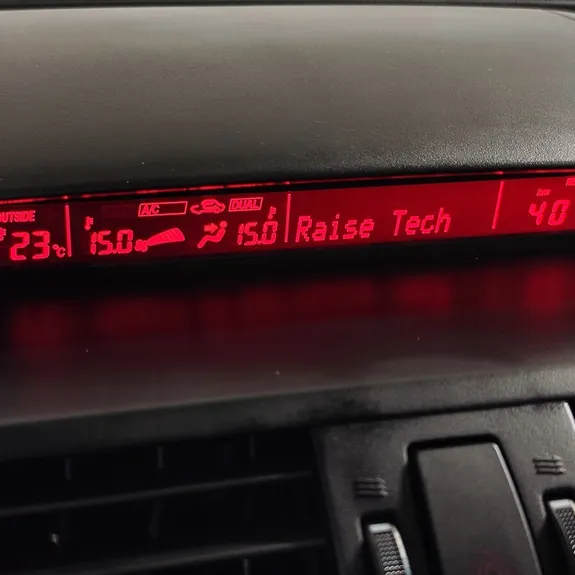 OUTSIDE
23°C
A/C
DUAL
15.0
15.0
Raise Tech
40